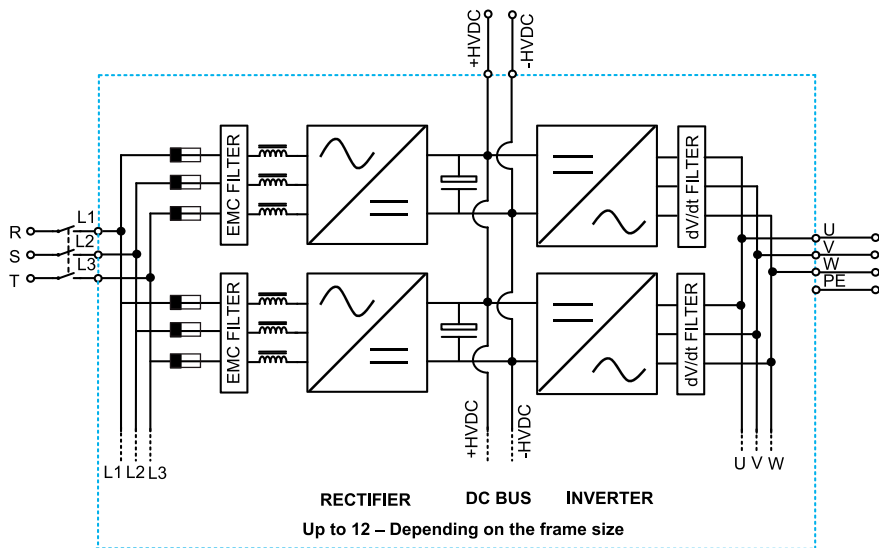 +HVDC
-HVDC
EMC FILTER
dV/dt FILTER
R
L1
S
L2
T
L3
U
V
W
PE
EMC FILTER
dV/dt FILTER
+HVDC
-HVDC
L1 L2 L3
U V W
RECTIFIER DC BUS INVERTER
Up to 12 – Depending on the frame size